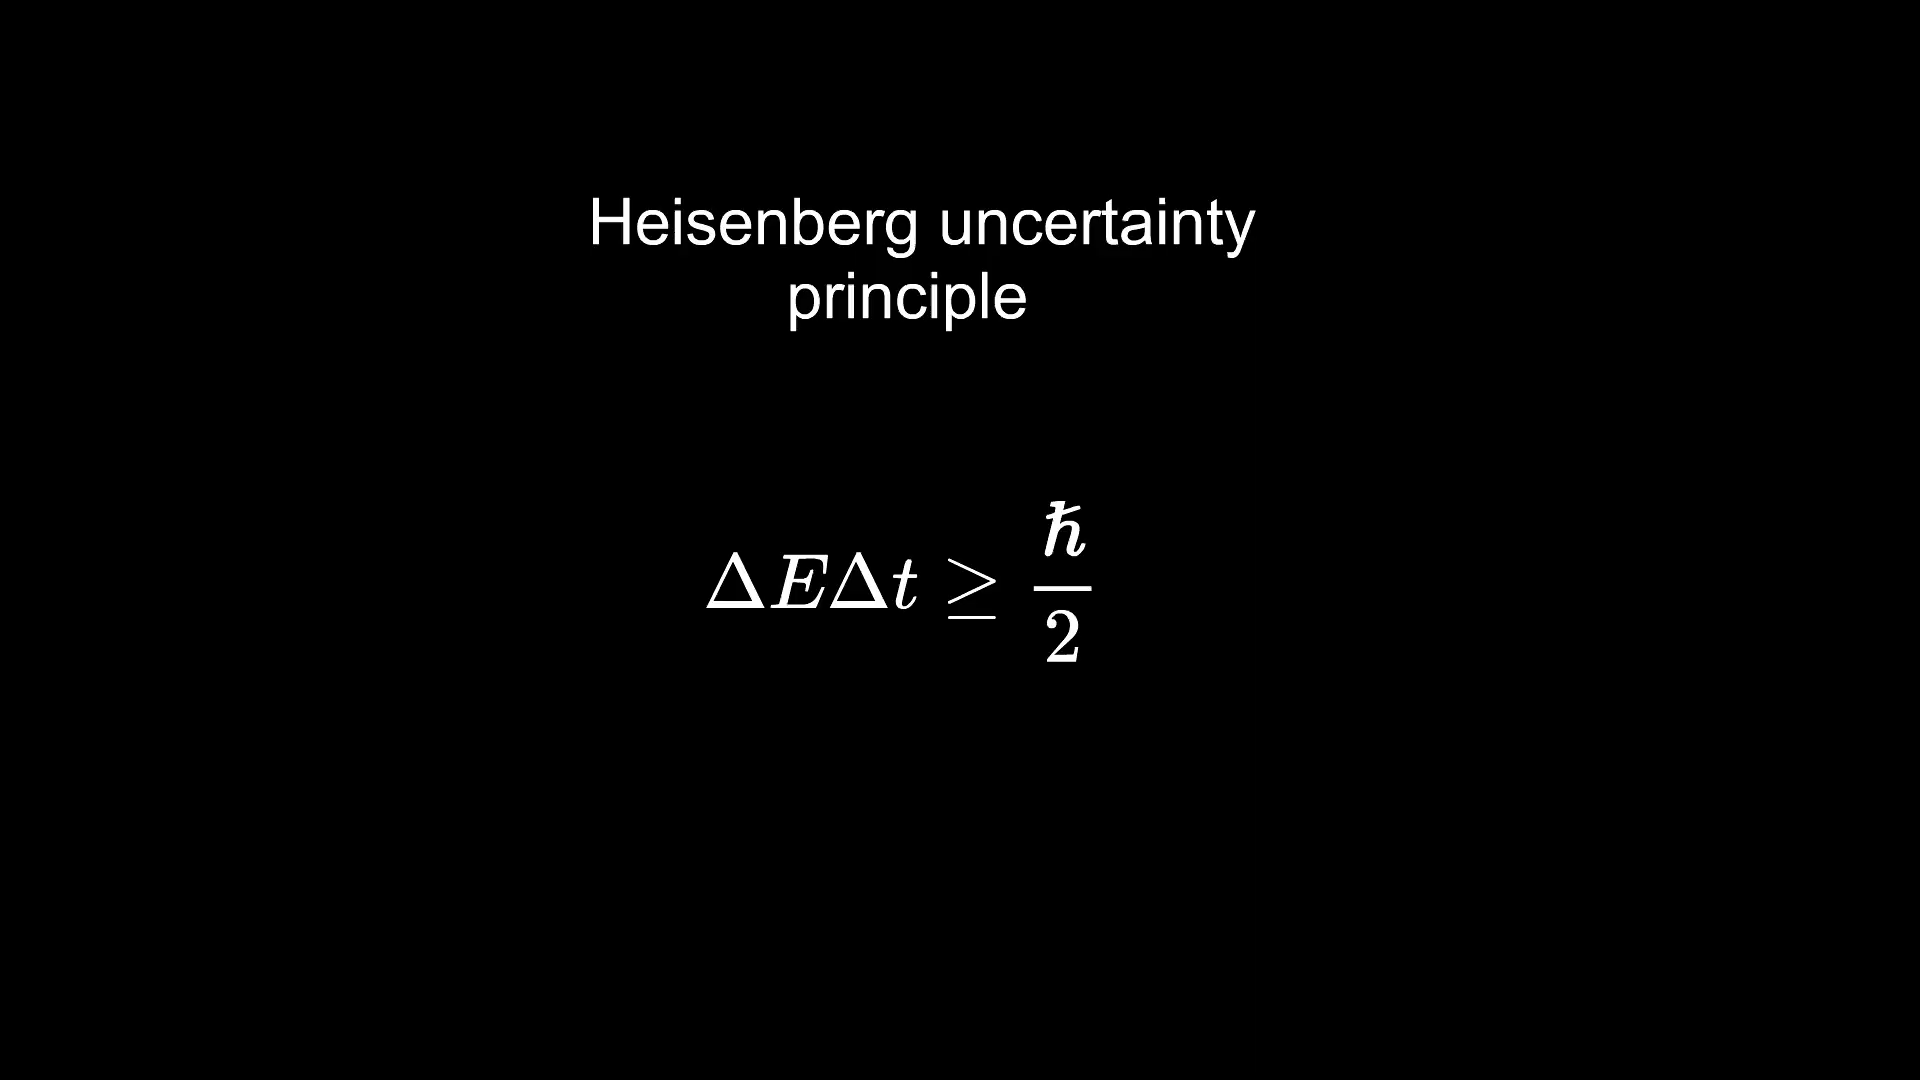 Heisenberg uncertainty
principle
ΔEΔt ≥ ℏ/2